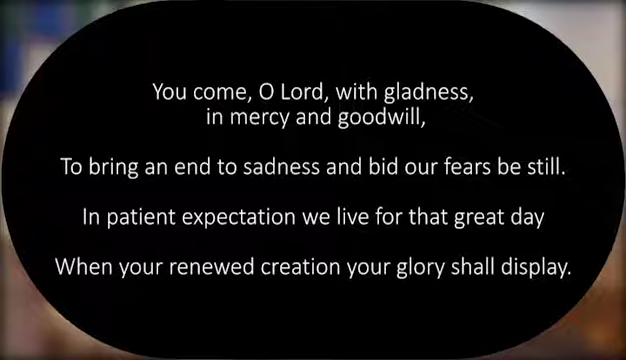 You come, O Lord, with gladness,
in mercy and goodwill,
To bring an end to sadness and bid our fears be still.
In patient expectation we live for that great day
When your renewed creation your glory shall display.